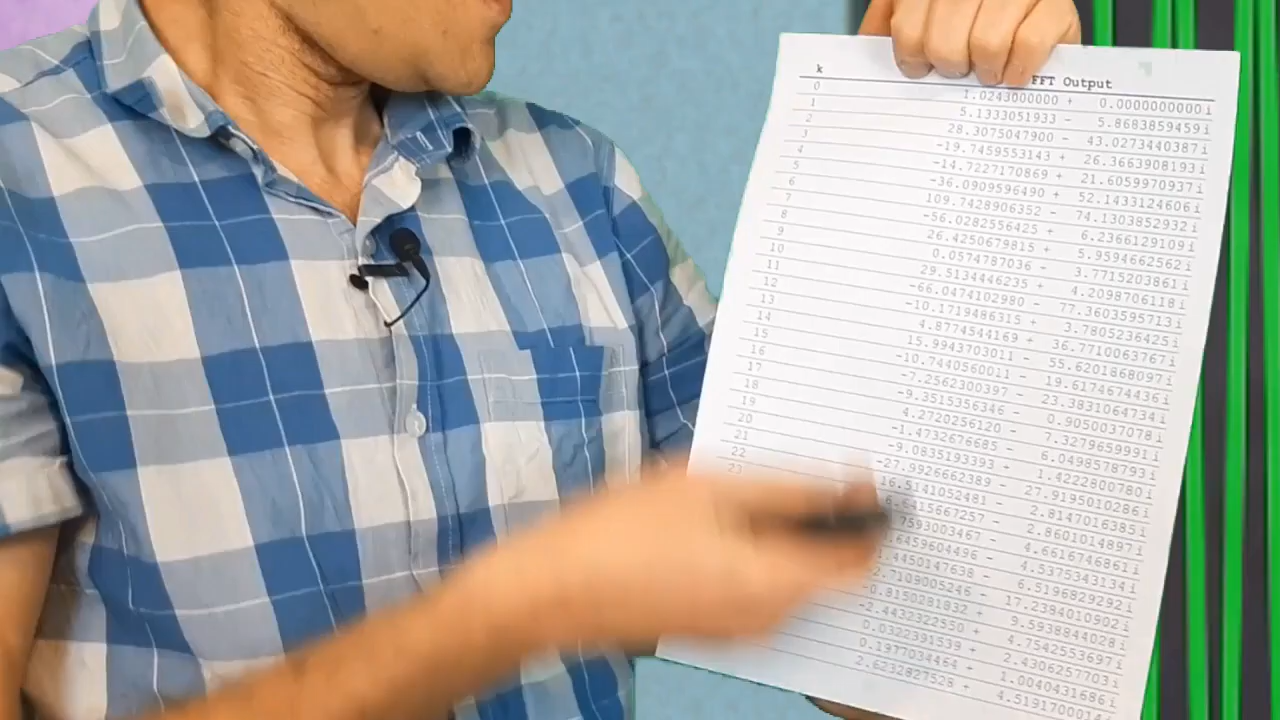 k FFT Output
0 1.0243000000 + 0.0000000000i
1 5.1333051933 - 5.8683859459i
2 28.3075047900 - 43.0273440387i
3 -19.7459553143 + 26.3663908193i
4 -14.7227170869 + 21.6059970937i
5 -36.0909596490 + 52.1433124606i
6 109.7428906352 - 74.1303852932i
7 -56.0282556425 + 6.2366129109i
8 26.4250679815 + 5.9594662562i
9 0.0574787036 - 3.7715203861i
10 29.5134446235 + 4.2098706118i
11 -66.0474102980 - 77.3603595713i
12 -10.1719486315 + 3.7805236425i
13 4.8774544169 + 36.7710063767i
14 15.9943703011 - 55.6201868097i
15 -10.7440560011 - 19.6174674436i
16 -7.2562300397 - 23.3831064734i
17 -9.3515356346 - 0.9050037078i
18 4.2720256120 - 7.3279659991i
19 -1.4732676685 - 6.0498578793i
20 -9.0835193393 + 1.4222800780i
21 -27.9926662389 - 27.9195010286i
22 16.5141052481 - 2.8147016385i
23 2.8601014897i
4.6616746861i
4.5375343134i
6.5196829292i
-2.7109005246 - 17.2384010902i
-0.8150281832 + 9.5938844028i
-2.4432322550 + 4.7542553697i
0.0322391539 + 2.4306257703i
0.1977034464 + 1.0040431686i
2.6232827528 +